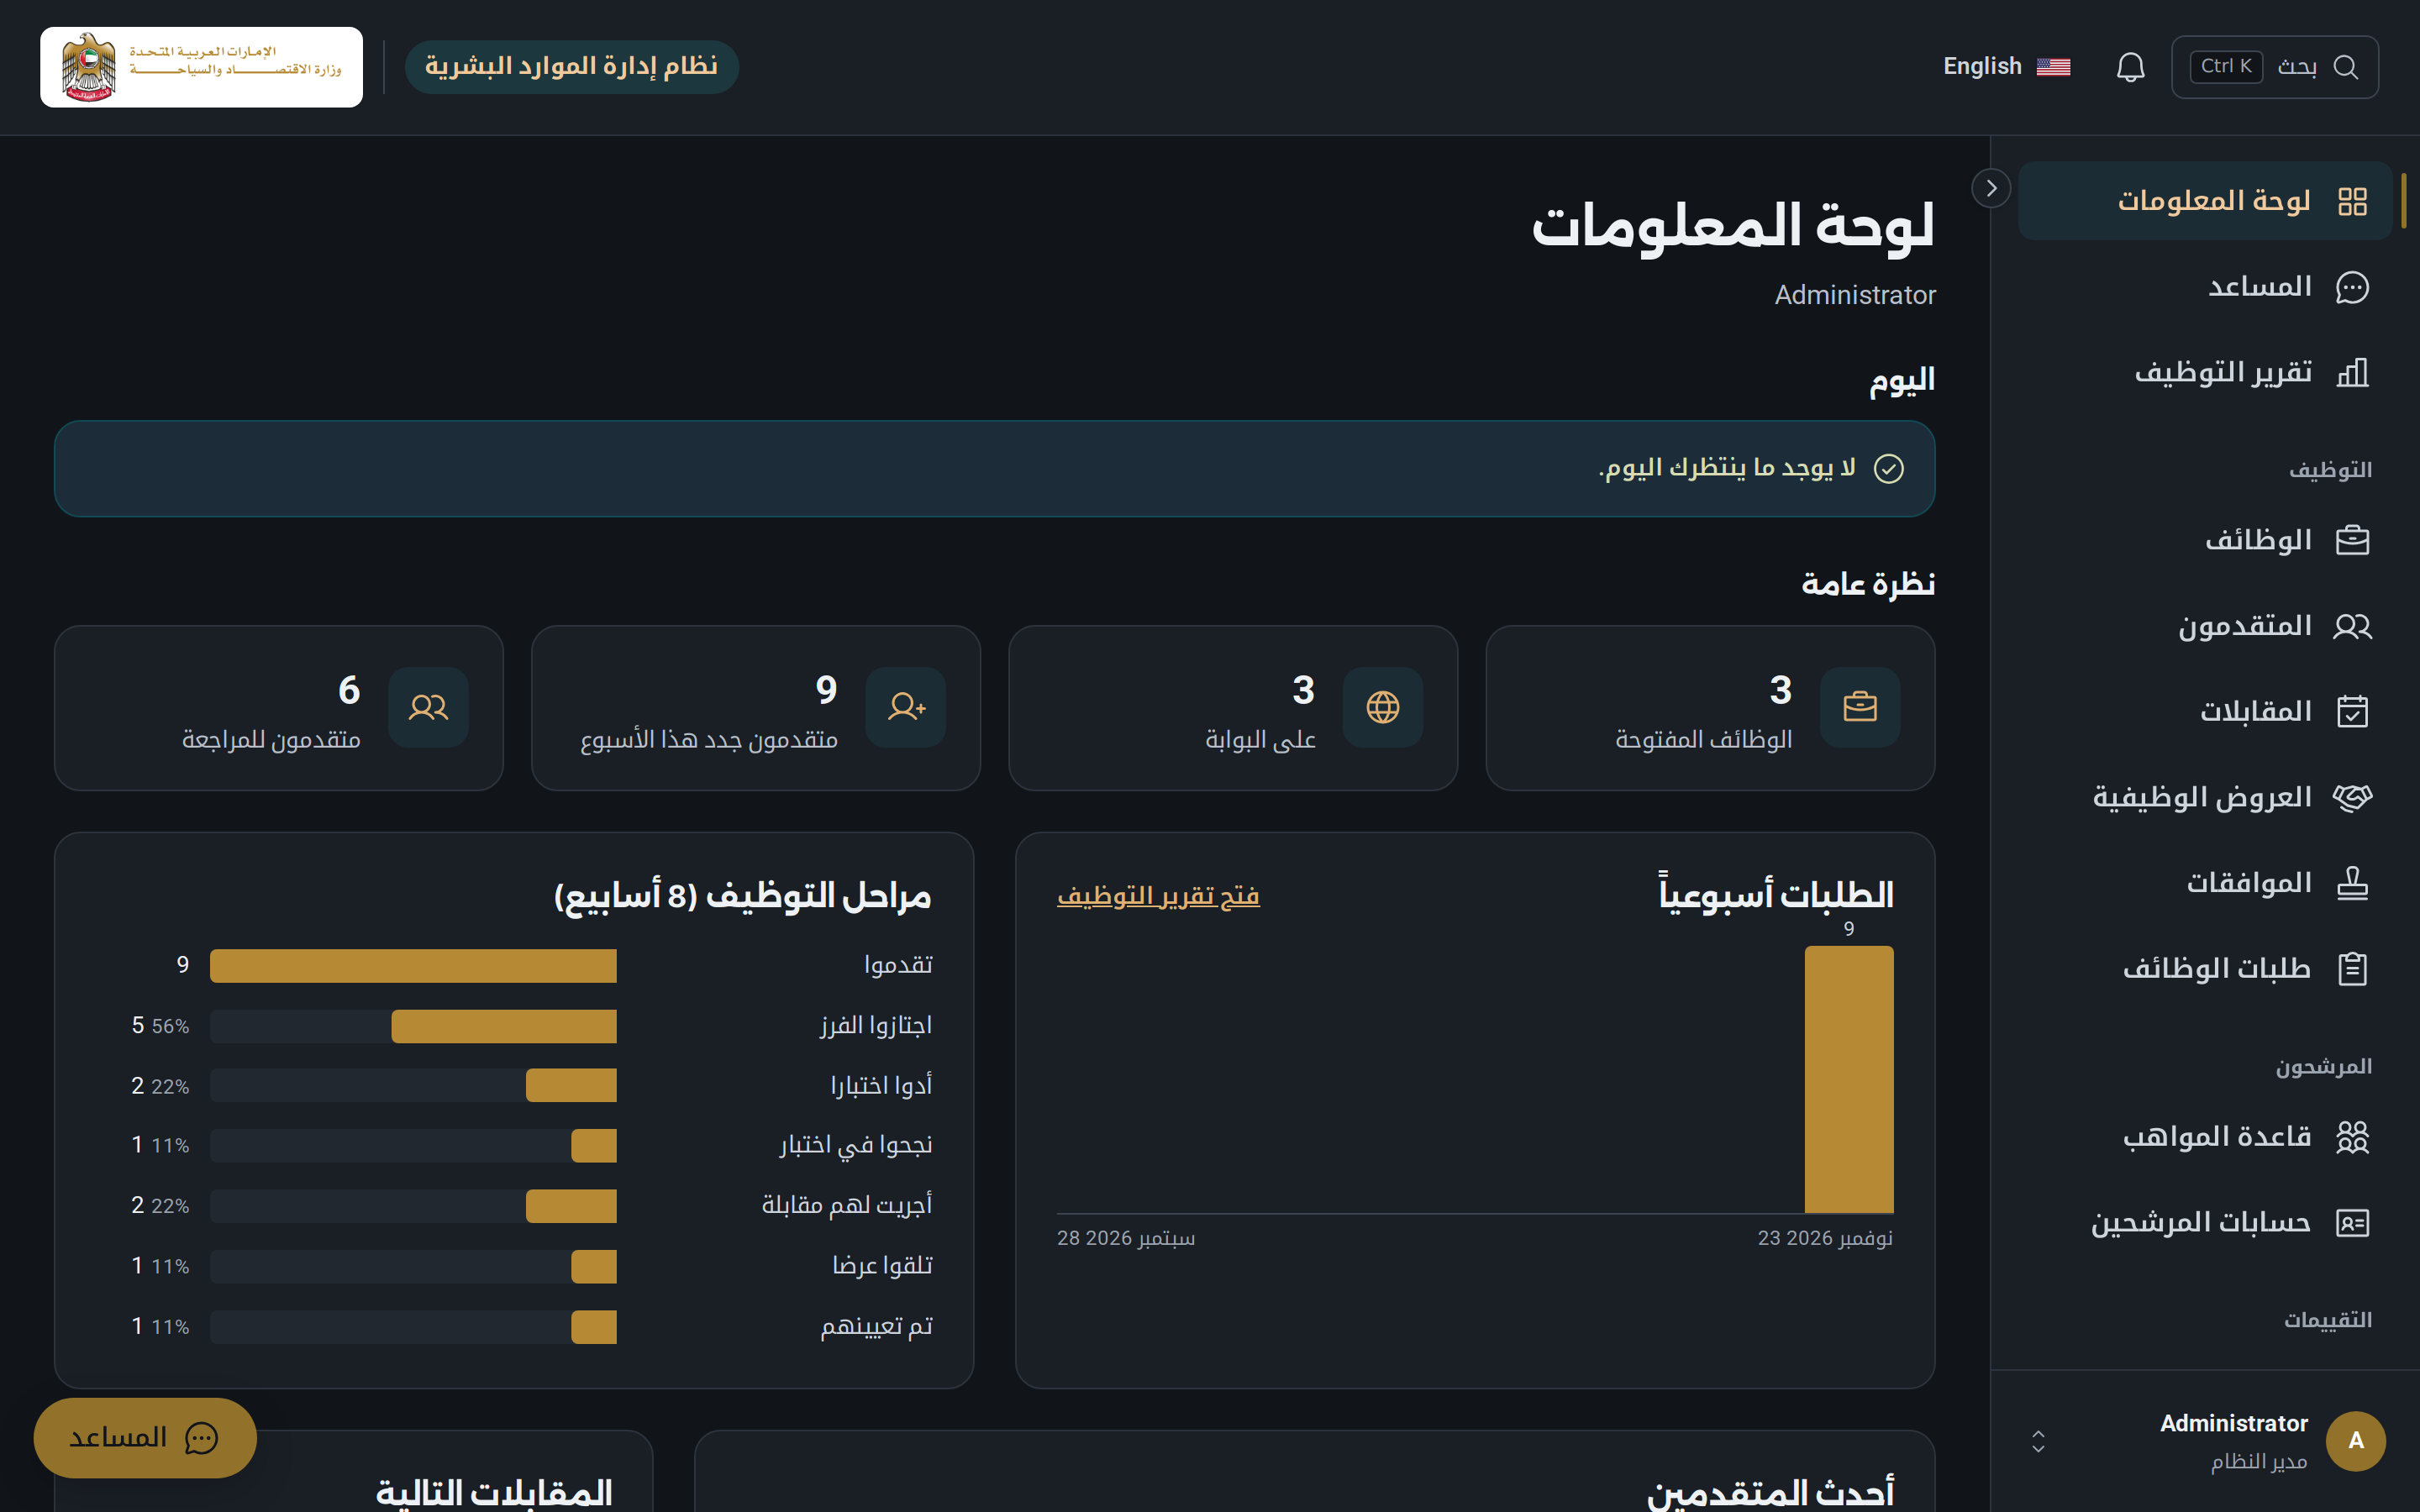 الإمارات العربية المتحدة
وزارة الاقتصاد والسياحة
نظام إدارة الموارد البشرية
English
بحث
Ctrl K
لوحة المعلومات
المساعد
تقرير التوظيف
التوظيف
الوظائف
المتقدمون
المقابلات
العروض الوظيفية
الموافقات
طلبات الوظائف
المرشحون
قاعدة المواهب
حسابات المرشحين
التقييمات
A
Administrator
مدير النظام
لوحة المعلومات
Administrator
اليوم
لا يوجد ما ينتظرك اليوم.
نظرة عامة
3
الوظائف المفتوحة
3
على البوابة
9
متقدمون جدد هذا الأسبوع
6
متقدمون للمراجعة
الطلبات أسبوعياً
فتح تقرير التوظيف
9
23 نوفمبر 2026
28 سبتمبر 2026
مراحل التوظيف (8 أسابيع)
تقدموا 9
اجتازوا الفرز 5 56%
أدوا اختبارا 2 22%
نجحوا في اختبار 1 11%
أجريت لهم مقابلة 2 22%
تلقوا عرضا 1 11%
تم تعيينهم 1 11%
أحدث المتقدمين
المقابلات التالية
المساعد